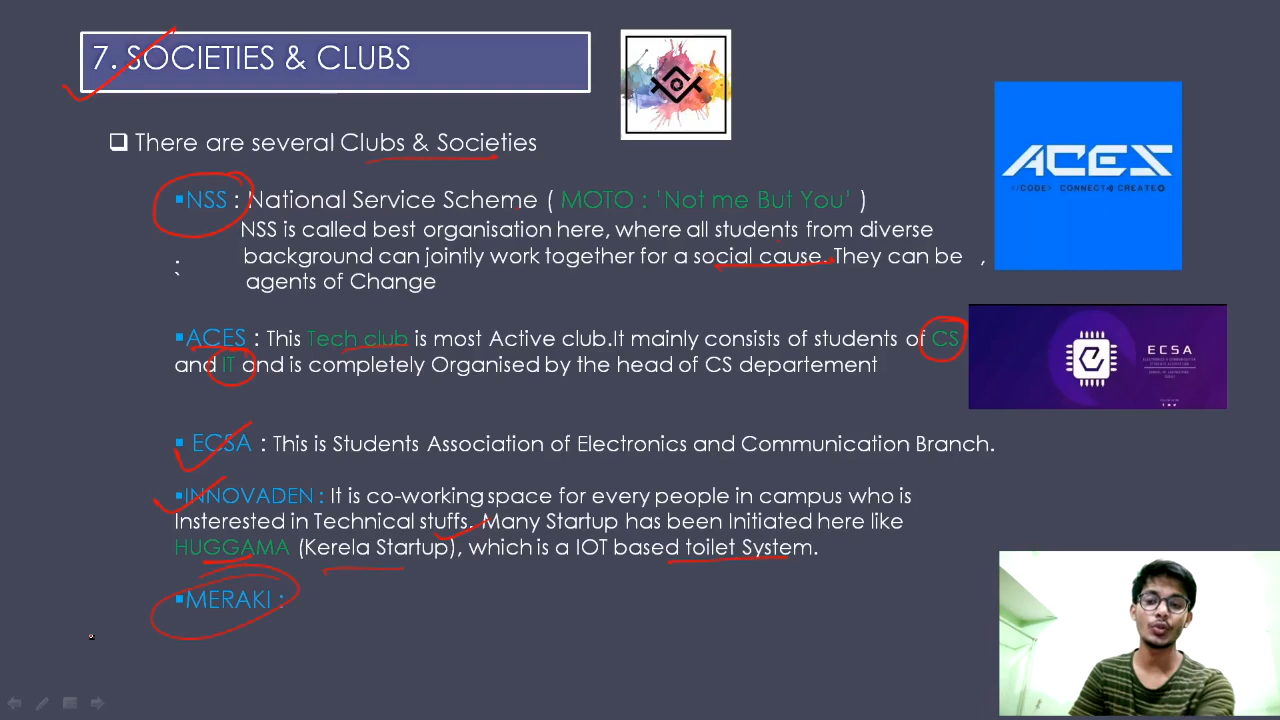 7. SOCIETIES & CLUBS
There are several Clubs & Societies
NSS : National Service Scheme ( MOTO : 'Not me But You' )
NSS is called best organisation here, where all students from diverse
. background can jointly work together for a social cause. They can be ,
` agents of Change
ACES : This Tech club is most Active club.It mainly consists of students of CS
and IT and is completely Organised by the head of CS departement
ECSA : This is Students Association of Electronics and Communication Branch.
INNOVADEN : It is co-working space for every people in campus who is
Insterested in Technical stuffs. Many Startup has been Initiated here like
HUGGAMA (Kerela Startup), which is a IOT based toilet System.
MERAKI :
ACES
</CODE> CONNECT CREATE
ECSA